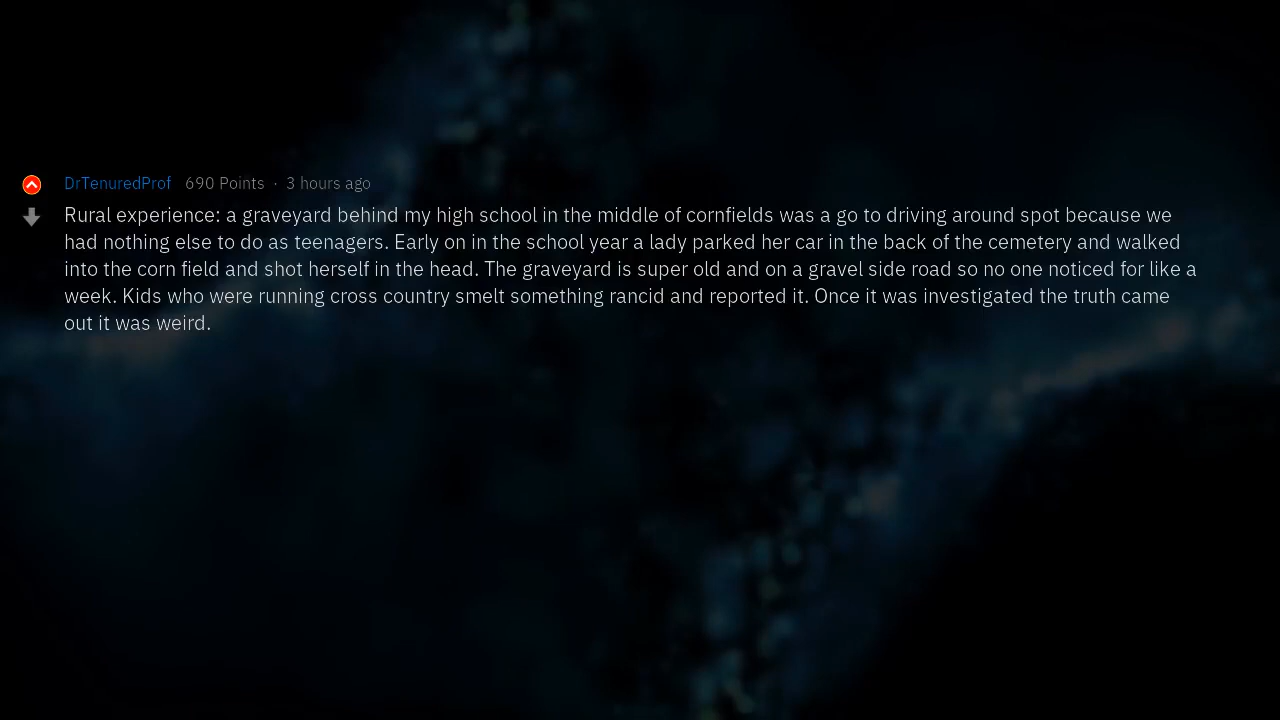 DrTenuredProf 690 Points · 3 hours ago
Rural experience: a graveyard behind my high school in the middle of cornfields was a go to driving around spot because we
had nothing else to do as teenagers. Early on in the school year a lady parked her car in the back of the cemetery and walked
into the corn field and shot herself in the head. The graveyard is super old and on a gravel side road so no one noticed for like a
week. Kids who were running cross country smelt something rancid and reported it. Once it was investigated the truth came
out it was weird.